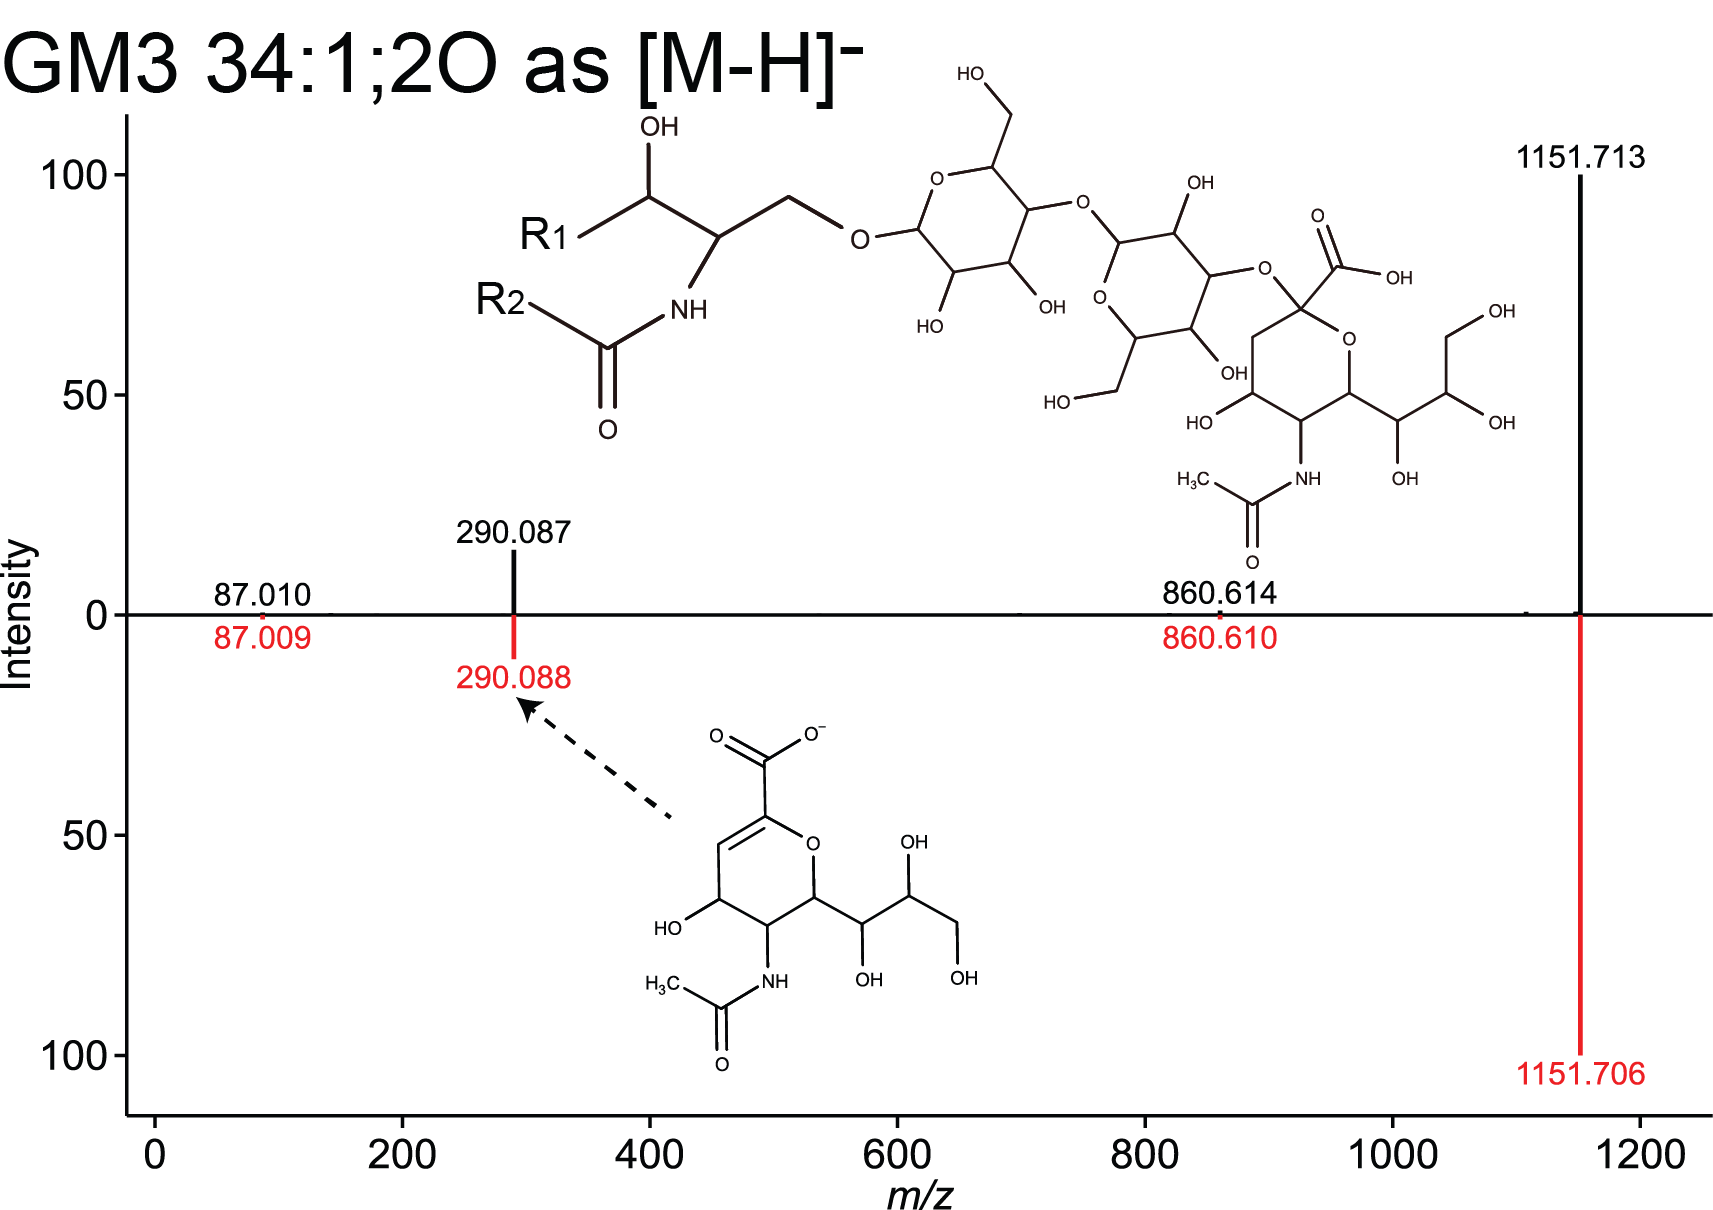 GM3 34:1;2O as [M-H]⁻
HO
OH
100
1151.713
O
OH
O
R1
O
O
OH
R2
O
O
NH
OH
HO
OH
O
50
OH
HO
HO
OH
O
H₃C
NH
OH
290.087
O
87.010
860.614
Intensity
0
87.009
860.610
290.088
O
O⁻
50
O
OH
HO
H₃C
NH
OH
OH
O
100
1151.706
0
200
400
600
800
1000
1200
m/z